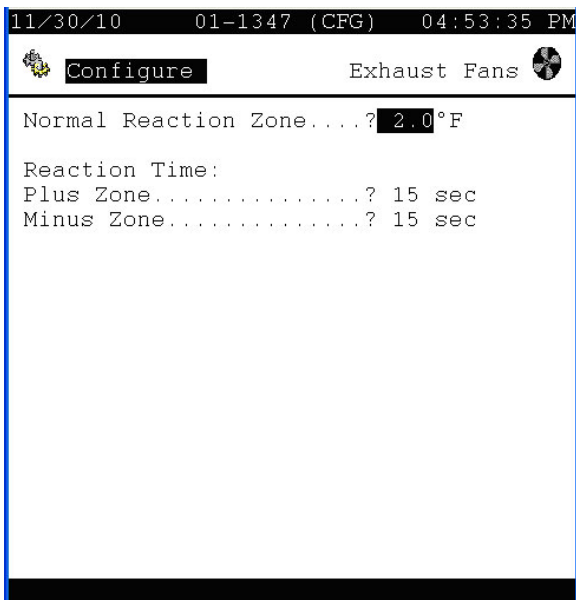 11/30/10 01-1347 (CFG) 04:53:35 PM
Configure Exhaust Fans
Normal Reaction Zone....? 2.0°F
Reaction Time:
Plus Zone...............? 15 sec
Minus Zone..............? 15 sec